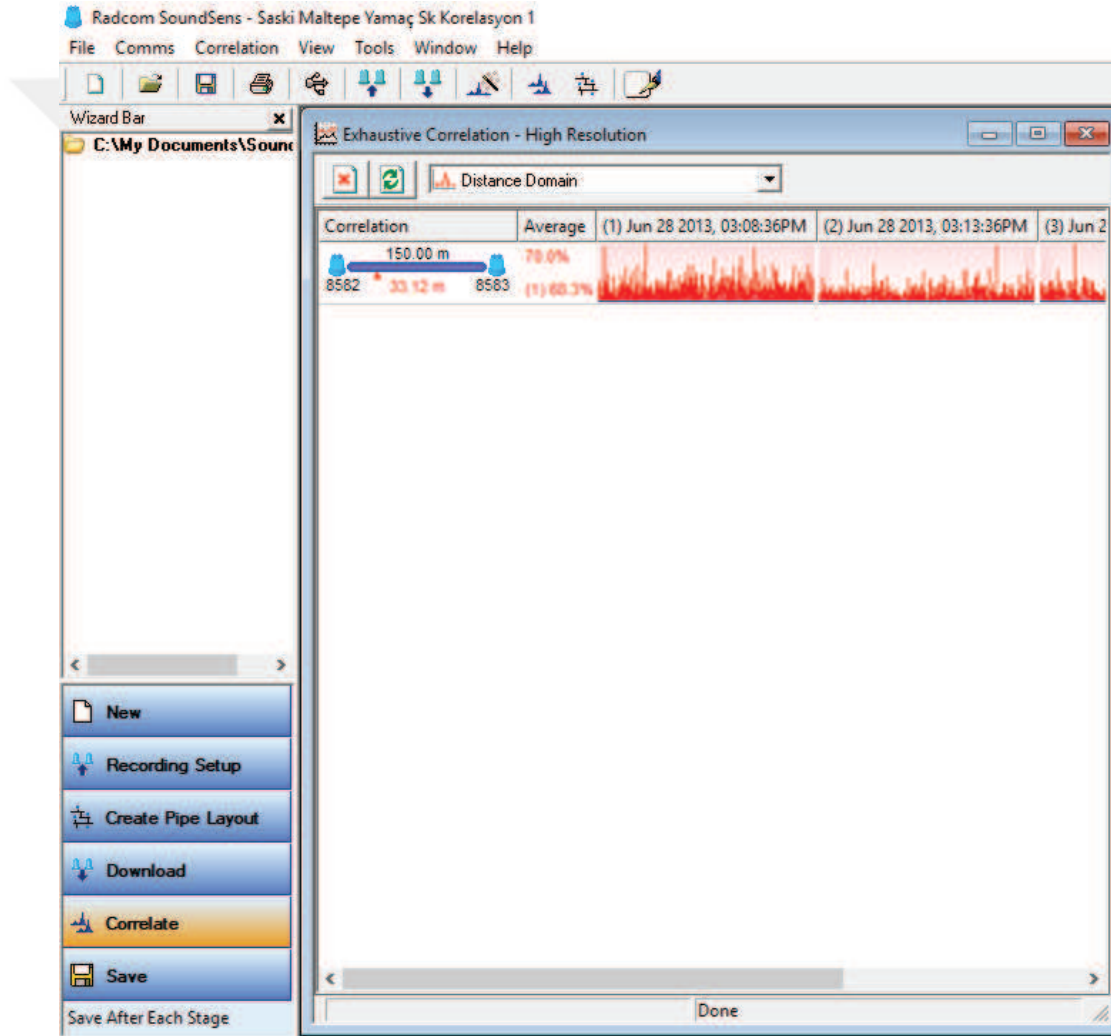 Radcom SoundSens - Saski Maltepe Yamaç Sk Korelasyon 1
File Comms Correlation View Tools Window Help
Wizard Bar
C:\My Documents\Soun
Exhaustive Correlation - High Resolution
Distance Domain
Correlation Average (1) Jun 28 2013, 03:08:36PM (2) Jun 28 2013, 03:13:36PM (3) Jun 2
150.00 m 70.0%
8582 33.12 m 8583 (1) 60.3%
New
Recording Setup
Create Pipe Layout
Download
Correlate
Save
Save After Each Stage
Done